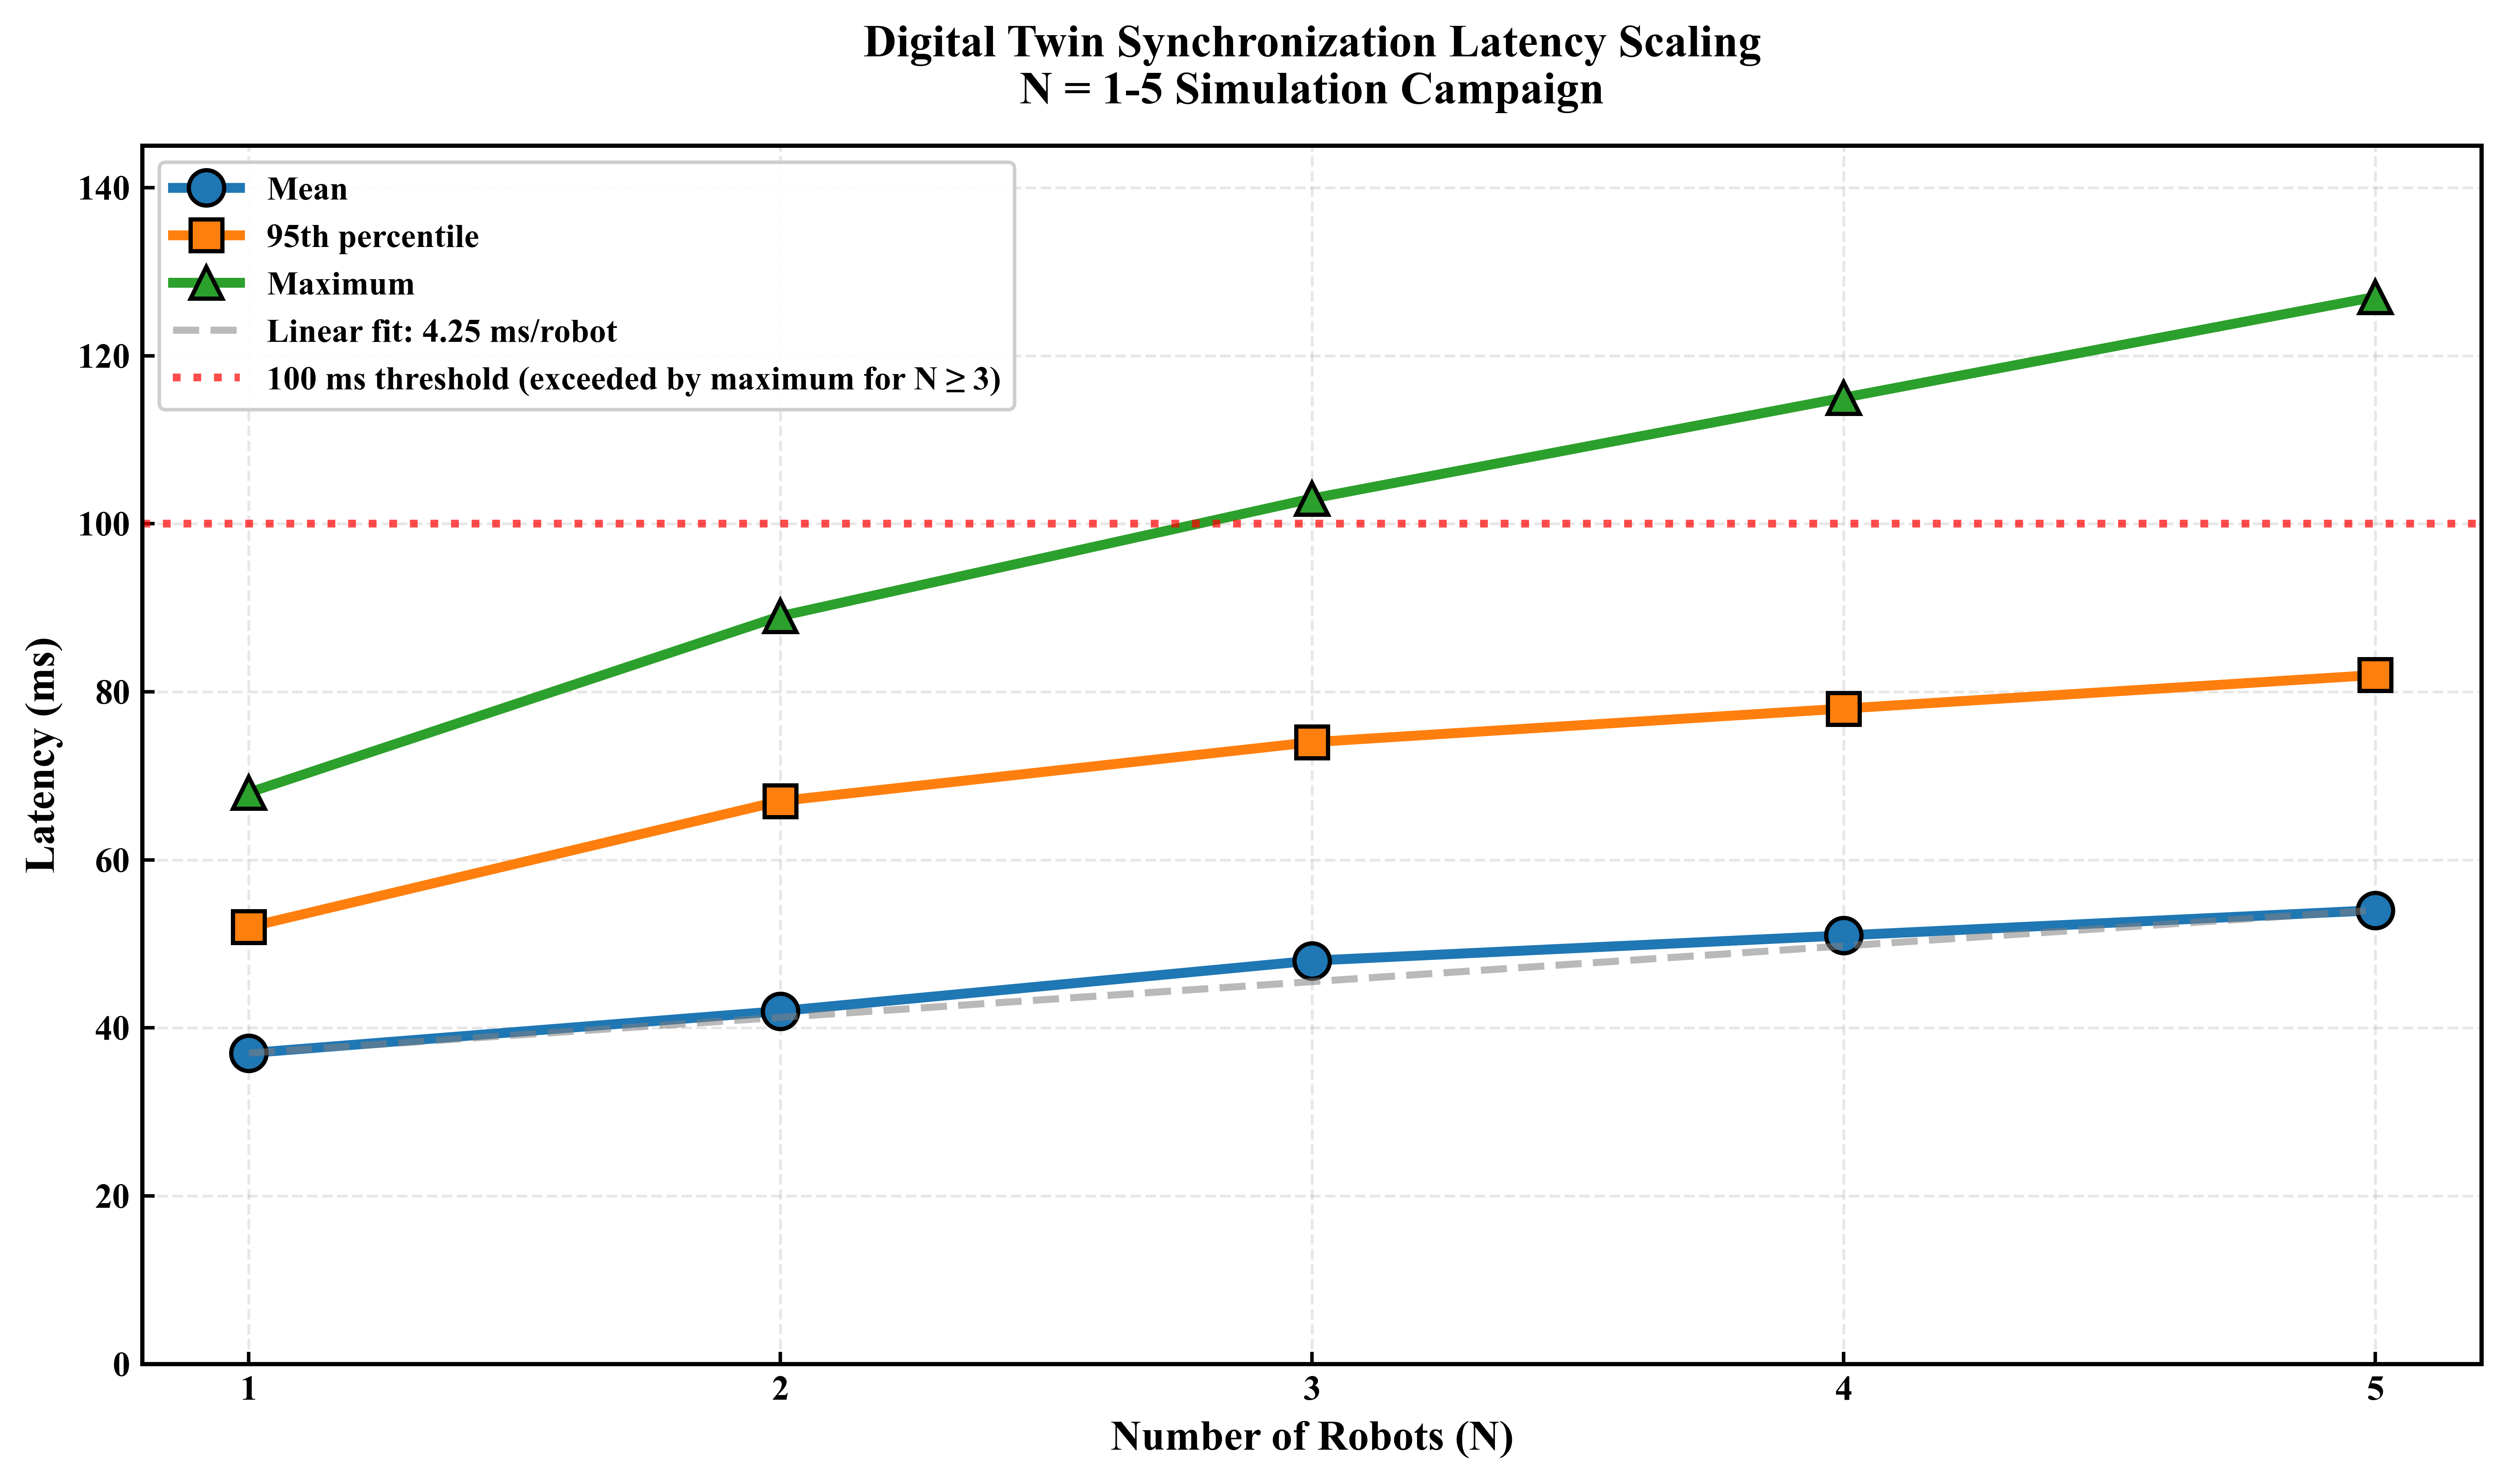 Digital Twin Synchronization Latency Scaling
N = 1-5 Simulation Campaign
Mean
95th percentile
Maximum
Linear fit: 4.25 ms/robot
100 ms threshold (exceeded by maximum for N ≥ 3)
Latency (ms)
140
120
100
80
60
40
20
0
1 2 3 4 5
Number of Robots (N)